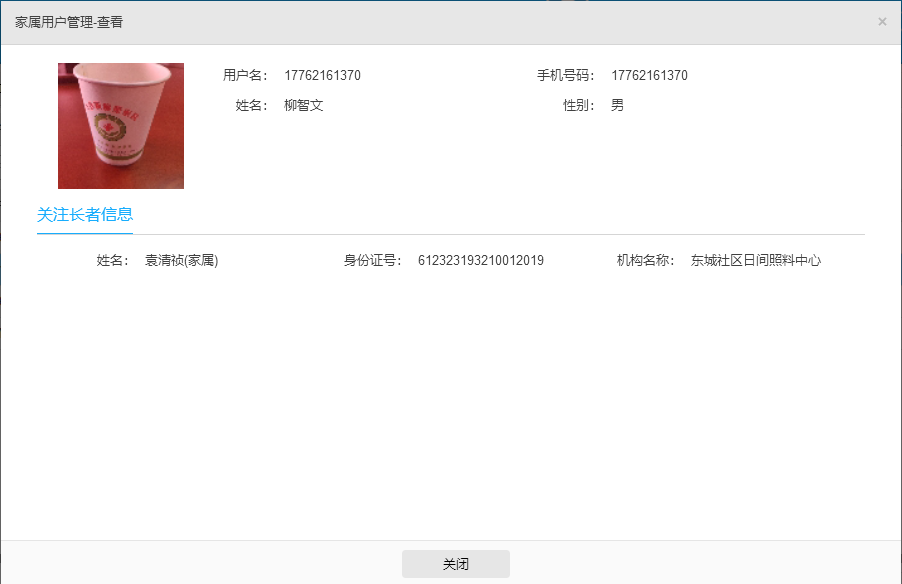 家属用户管理-查看
×
用户名： 17762161370 手机号码： 17762161370
姓名： 柳智文 性别： 男
关注长者信息
姓名： 袁清祯(家属) 身份证号： 612323193210012019 机构名称： 东城社区日间照料中心
关闭